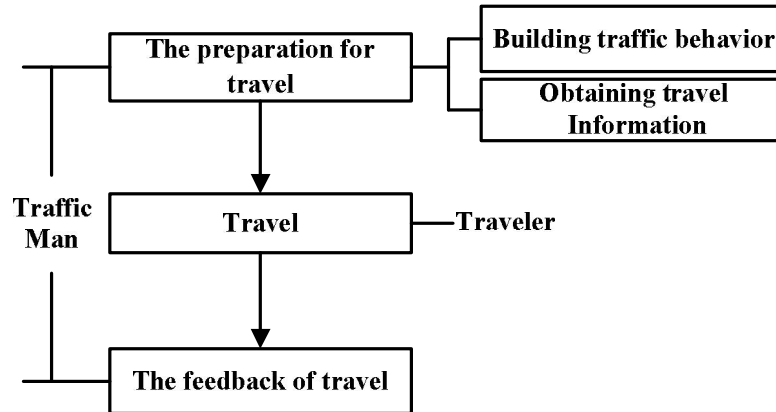 The preparation for
travel
Building traffic behavior
Obtaining travel
Information
Traffic
Man
Travel
Traveler
The feedback of travel